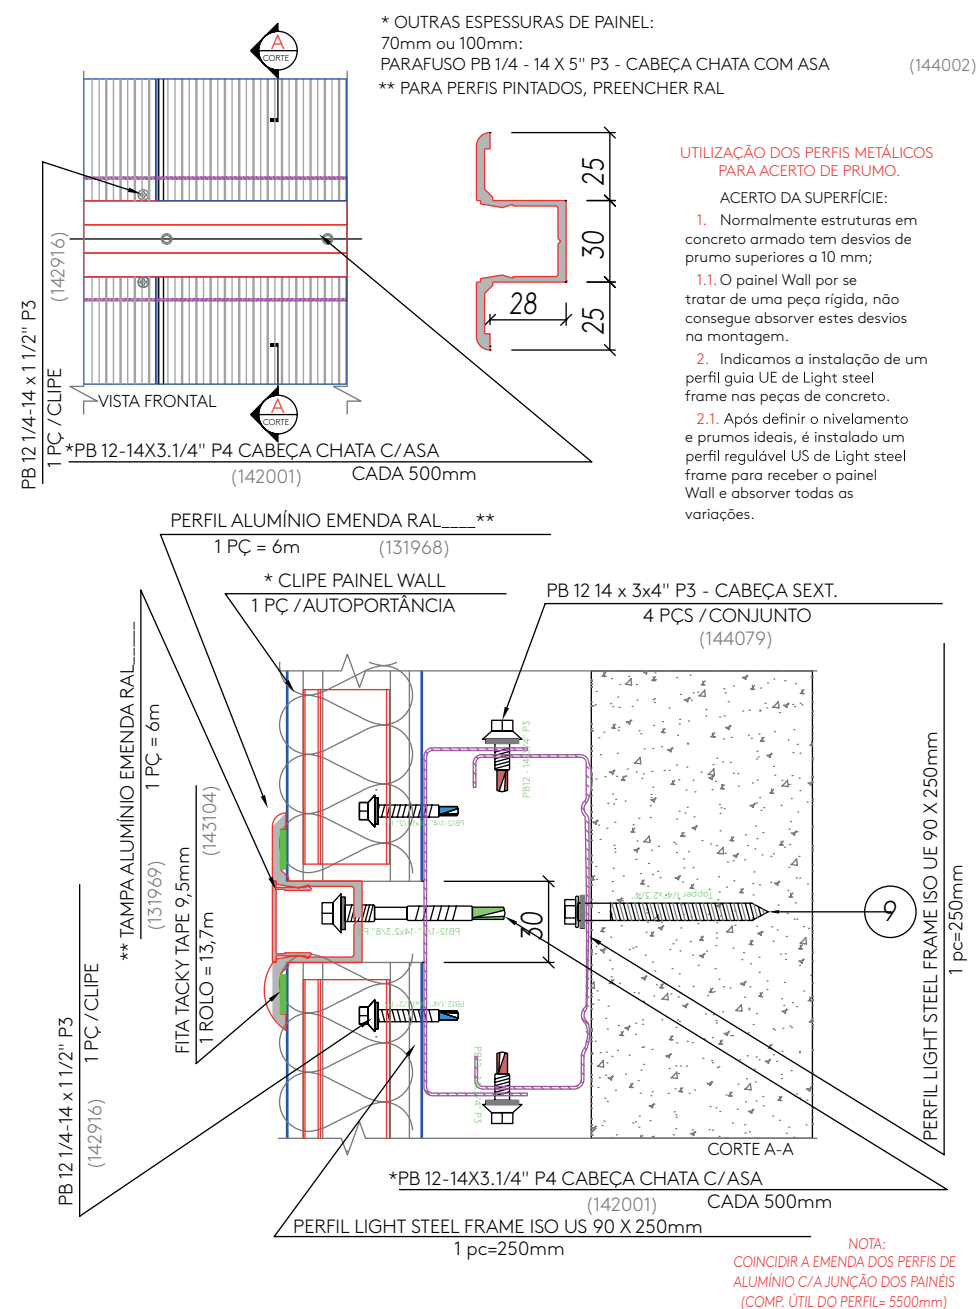 * OUTRAS ESPESSURAS DE PAINEL:
70mm ou 100mm:
PARAFUSO PB 1/4 - 14 X 5" P3 - CABEÇA CHATA COM ASA (144002)
** PARA PERFIS PINTADOS, PREENCHER RAL
A
CORTE
A
CORTE
VISTA FRONTAL
PB 12 1/4-14 x 1 1/2" P3
1 PÇ / CLIPE
(142916)
*PB 12-14X3.1/4" P4 CABEÇA CHATA C/ASA
(142001)
CADA 500mm
25
30
25
28
UTILIZAÇÃO DOS PERFIS METÁLICOS
PARA ACERTO DE PRUMO.
ACERTO DA SUPERFÍCIE:
1. Normalmente estruturas em
concreto armado tem desvios de
prumo superiores a 10 mm;
1.1. O painel Wall por se
tratar de uma peça rígida, não
consegue absorver estes desvios
na montagem.
2. Indicamos a instalação de um
perfil guia UE de Light steel
frame nas peças de concreto.
2.1. Após definir o nivelamento
e prumos ideais, é instalado um
perfil regulável US de Light steel
frame para receber o painel
Wall e absorver todas as
variações.
PERFIL ALUMÍNIO EMENDA RAL____**
1 PÇ = 6m (131968)
* CLIPE PAINEL WALL
1 PÇ / AUTOPORTÂNCIA
PB 12 14 x 3x4" P3 - CABEÇA SEXT.
4 PÇS / CONJUNTO
(144079)
** TAMPA ALUMÍNIO EMENDA RAL____
1 PÇ = 6m
(131969)
FITA TACKY TAPE 9,5mm
1 ROLO = 13,7m
(143104)
PB 12 1/4-14 x 1 1/2" P3
1 PÇ / CLIPE
(142916)
30
9
PERFIL LIGHT STEEL FRAME ISO UE 90 X 250mm
1 pc=250mm
CORTE A-A
*PB 12-14X3.1/4" P4 CABEÇA CHATA C/ASA
(142001)
CADA 500mm
PERFIL LIGHT STEEL FRAME ISO US 90 X 250mm
1 pc=250mm
NOTA:
COINCIDIR A EMENDA DOS PERFIS DE
ALUMÍNIO C/A JUNÇÃO DOS PAINÉIS
(COMP. ÚTIL DO PERFIL= 5500mm)